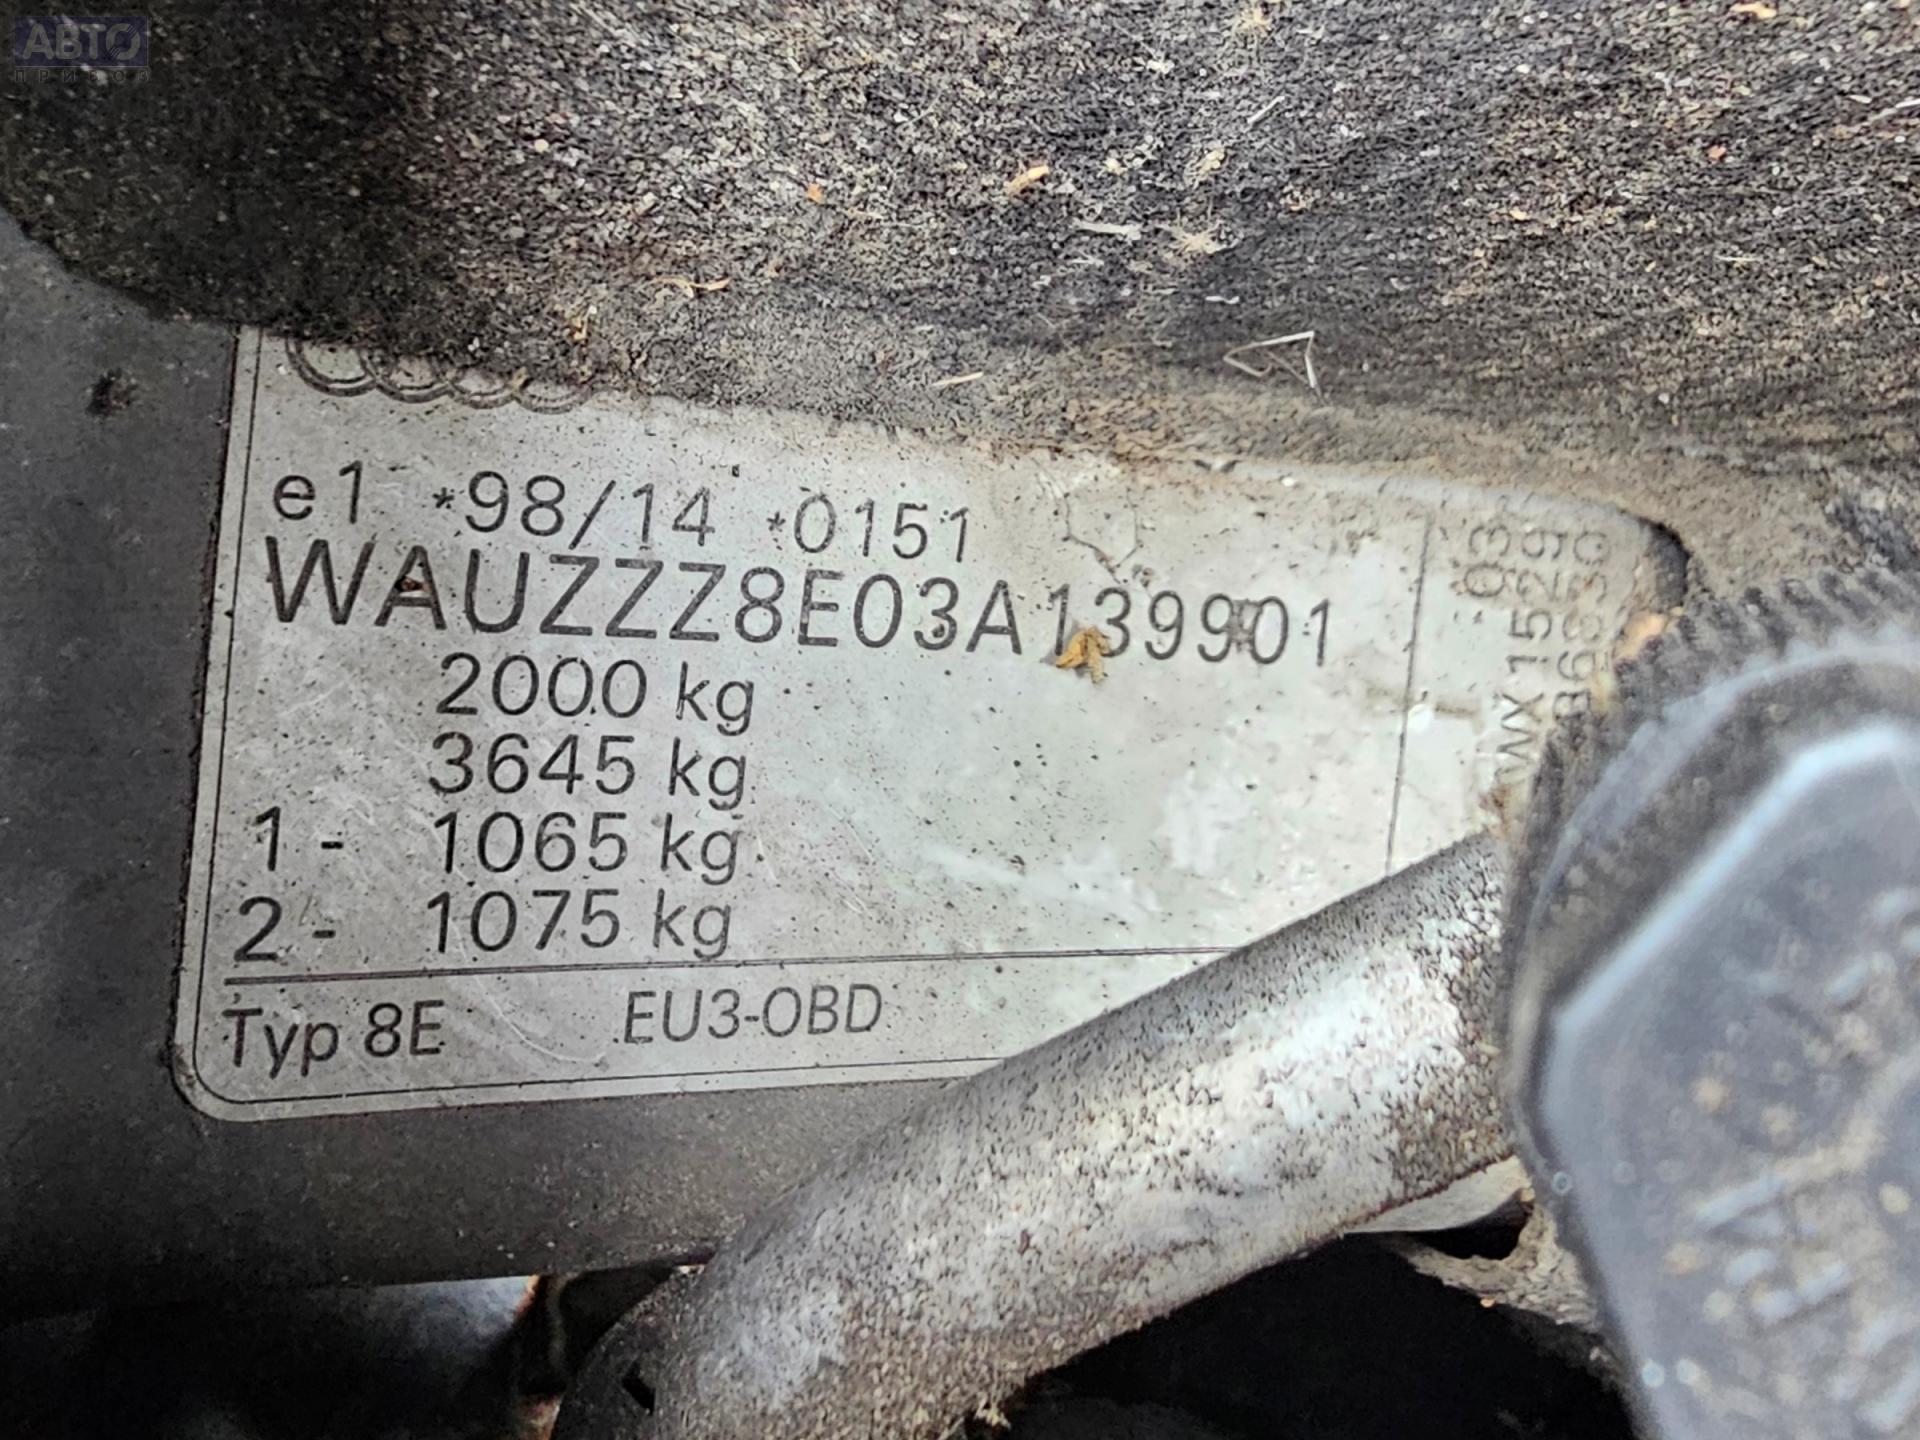 АВТО
ПРИВОЗ
e1 *98/14 *0151
WAUZZZ8E03A139901
2000 kg
3645 kg
1 - 1065 kg
2 - 1075 kg
Typ 8E EU3-OBD